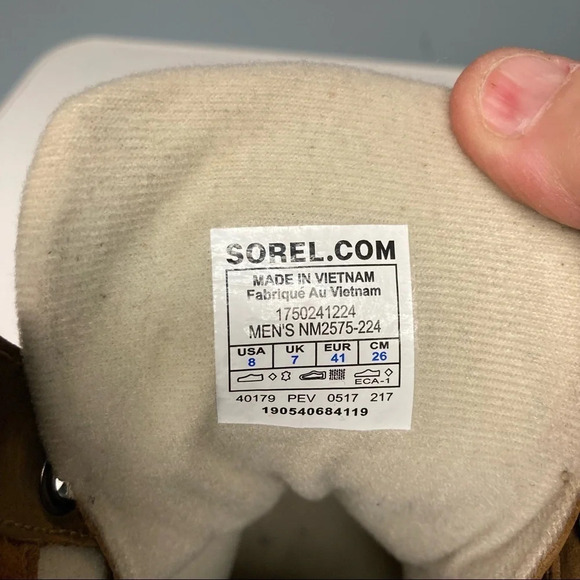 SOREL.COM
MADE IN VIETNAM
Fabriqué Au Vietnam
1750241224
MEN'S NM2575-224
USA UK EUR CM
8 7 41 26
ECA-1
40179 PEV 0517 217
190540684119